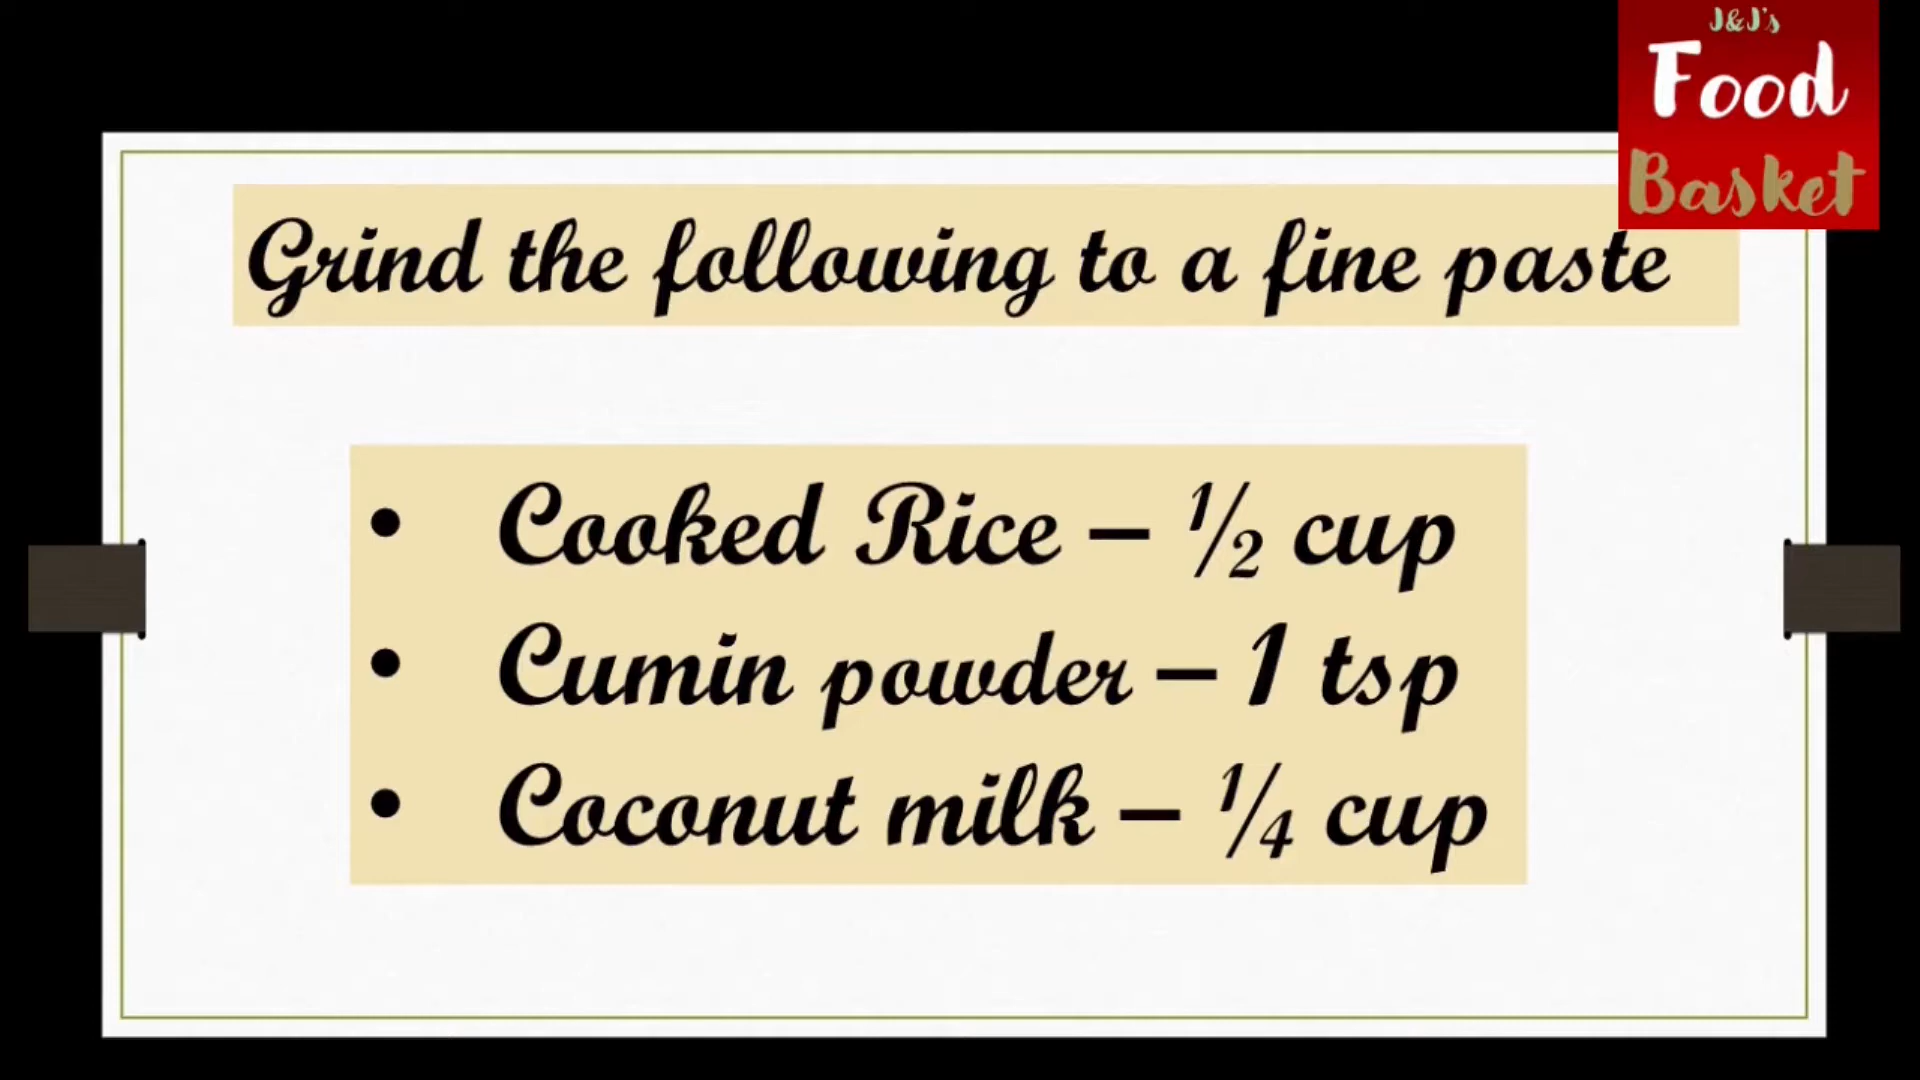 J&J's
Food
Basket
Grind the following to a fine paste
• Cooked Rice – ½ cup
• Cumin powder – 1 tsp
• Coconut milk – ¼ cup